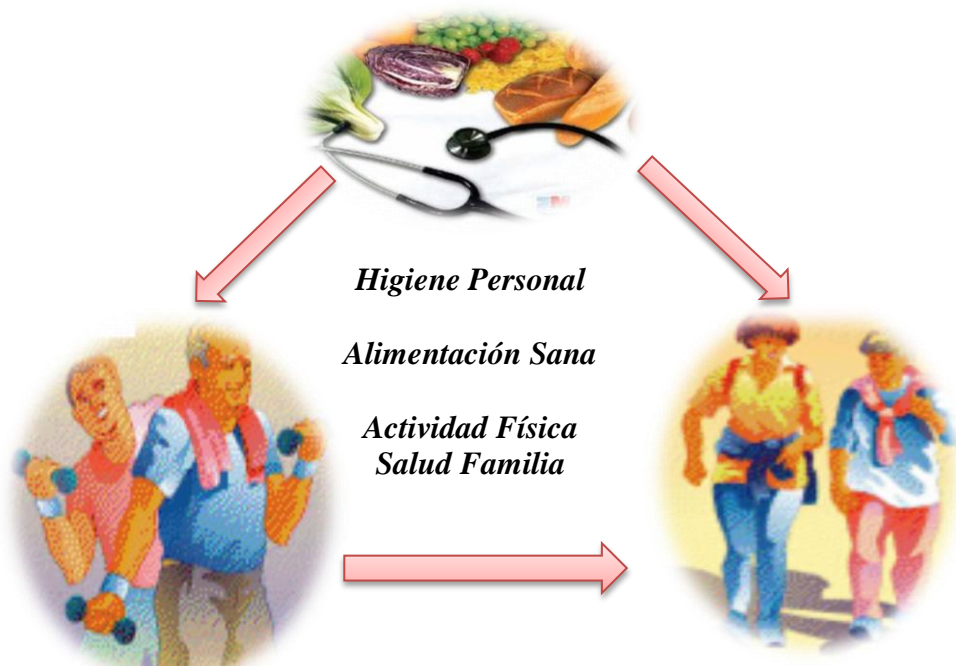 Higiene Personal
Alimentación Sana
Actividad Física
Salud Familia